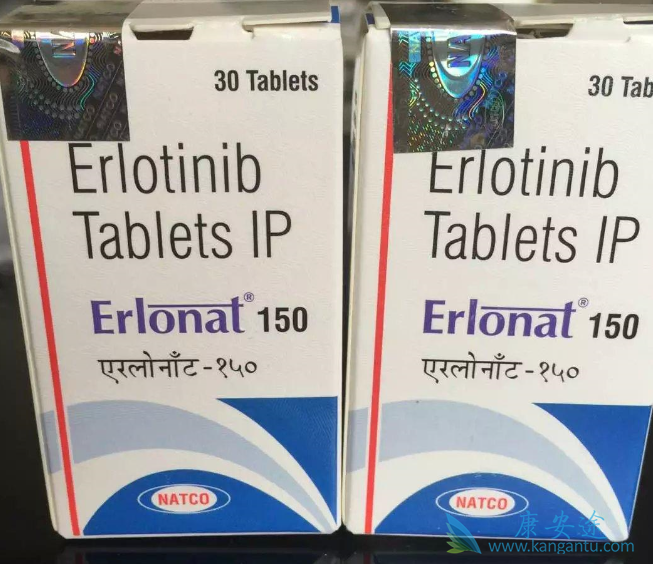 30 Tablets
Erlotinib
Tablets IP
Erlonat® 150
एरलोनाँट-१५०
NATCO
30 Tab
Erlotinib
Tablets IP
Erlonat® 150
एरलोनाँट-१५०
NATCO
康安途
www.kangantu.com